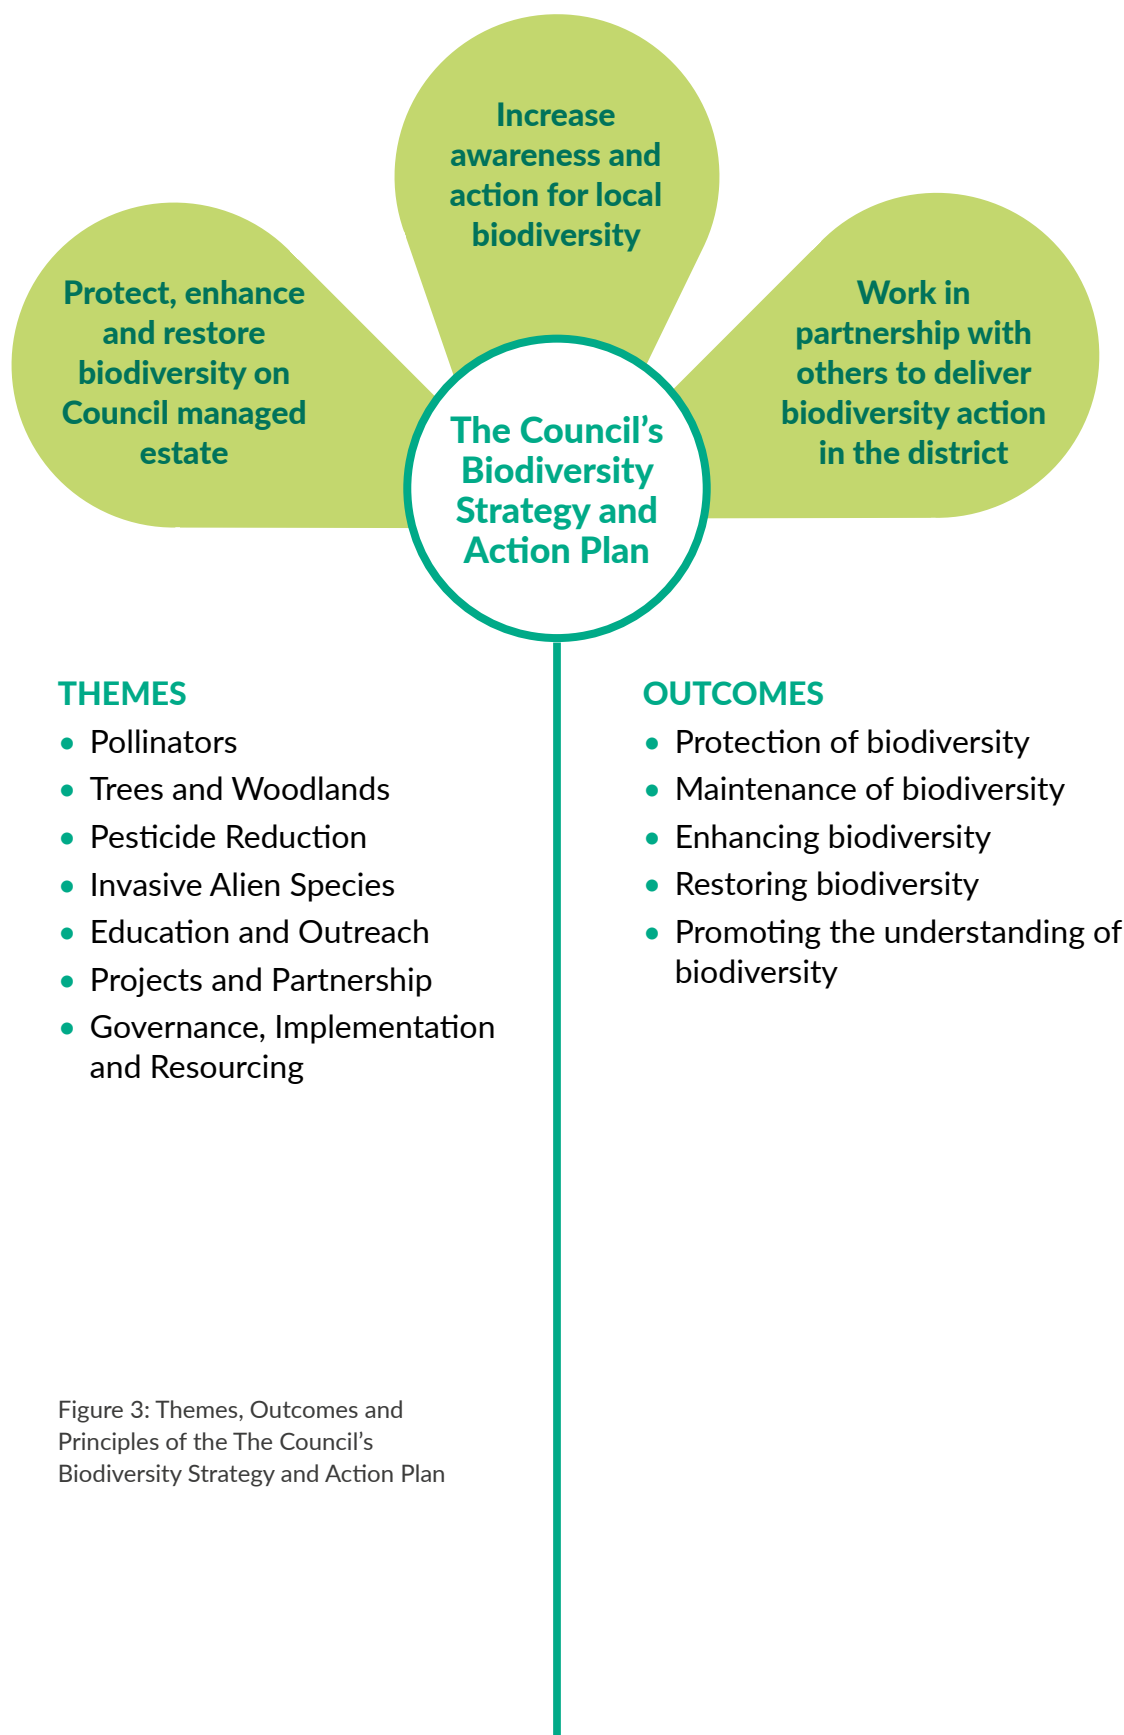 Increase
awareness and
action for local
biodiversity
Protect, enhance
and restore
biodiversity on
Council managed
estate
Work in
partnership with
others to deliver
biodiversity action
in the district
The Council’s
Biodiversity
Strategy and
Action Plan
THEMES
• Pollinators
• Trees and Woodlands
• Pesticide Reduction
• Invasive Alien Species
• Education and Outreach
• Projects and Partnership
• Governance, Implementation
and Resourcing
OUTCOMES
• Protection of biodiversity
• Maintenance of biodiversity
• Enhancing biodiversity
• Restoring biodiversity
• Promoting the understanding of
biodiversity
Figure 3: Themes, Outcomes and
Principles of the The Council’s
Biodiversity Strategy and Action Plan